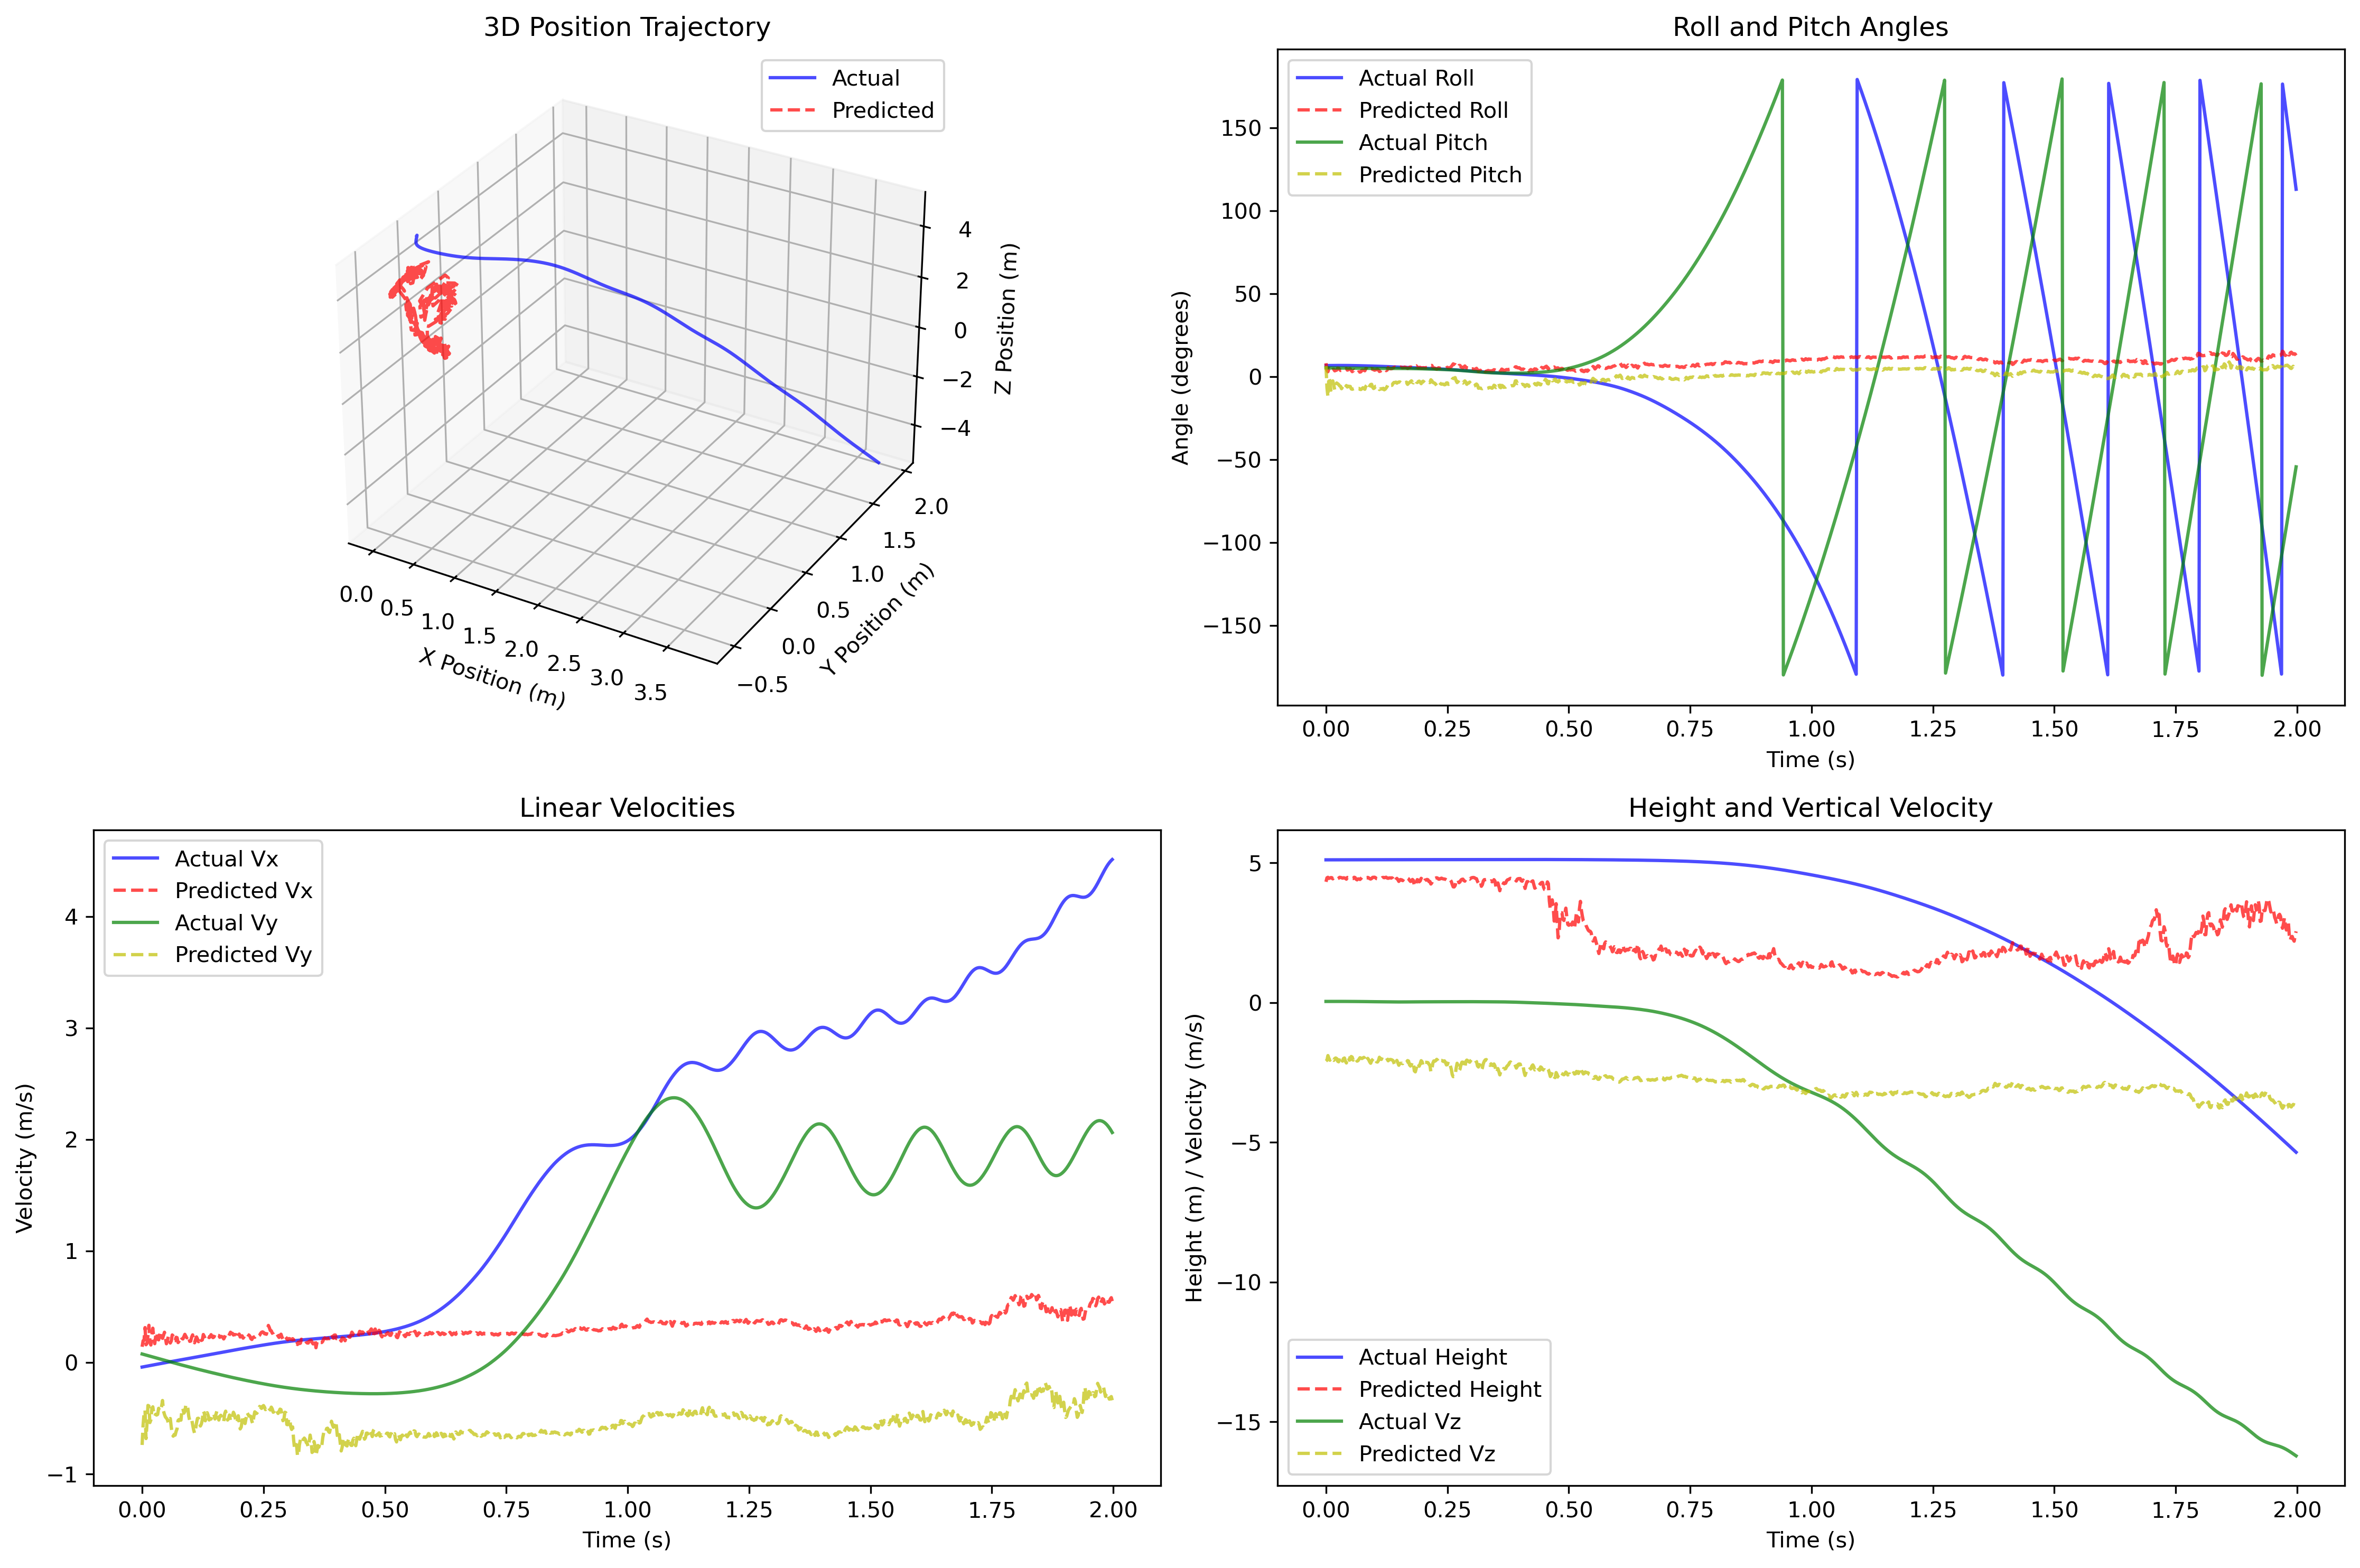 3D Position Trajectory
Actual
Predicted
4
2
0
−2
−4
Z Position (m)
2.0
1.5
1.0
0.5
0.0
−0.5
Y Position (m)
0.0
0.5
1.0
1.5
2.0
2.5
3.0
3.5
X Position (m)
Roll and Pitch Angles
Actual Roll
Predicted Roll
Actual Pitch
Predicted Pitch
150
100
50
0
−50
−100
−150
Angle (degrees)
0.00 0.25 0.50 0.75 1.00 1.25 1.50 1.75 2.00
Time (s)
Linear Velocities
Actual Vx
Predicted Vx
Actual Vy
Predicted Vy
4
3
2
1
0
−1
Velocity (m/s)
0.00 0.25 0.50 0.75 1.00 1.25 1.50 1.75 2.00
Time (s)
Height and Vertical Velocity
5
0
−5
−10
−15
Height (m) / Velocity (m/s)
Actual Height
Predicted Height
Actual Vz
Predicted Vz
0.00 0.25 0.50 0.75 1.00 1.25 1.50 1.75 2.00
Time (s)